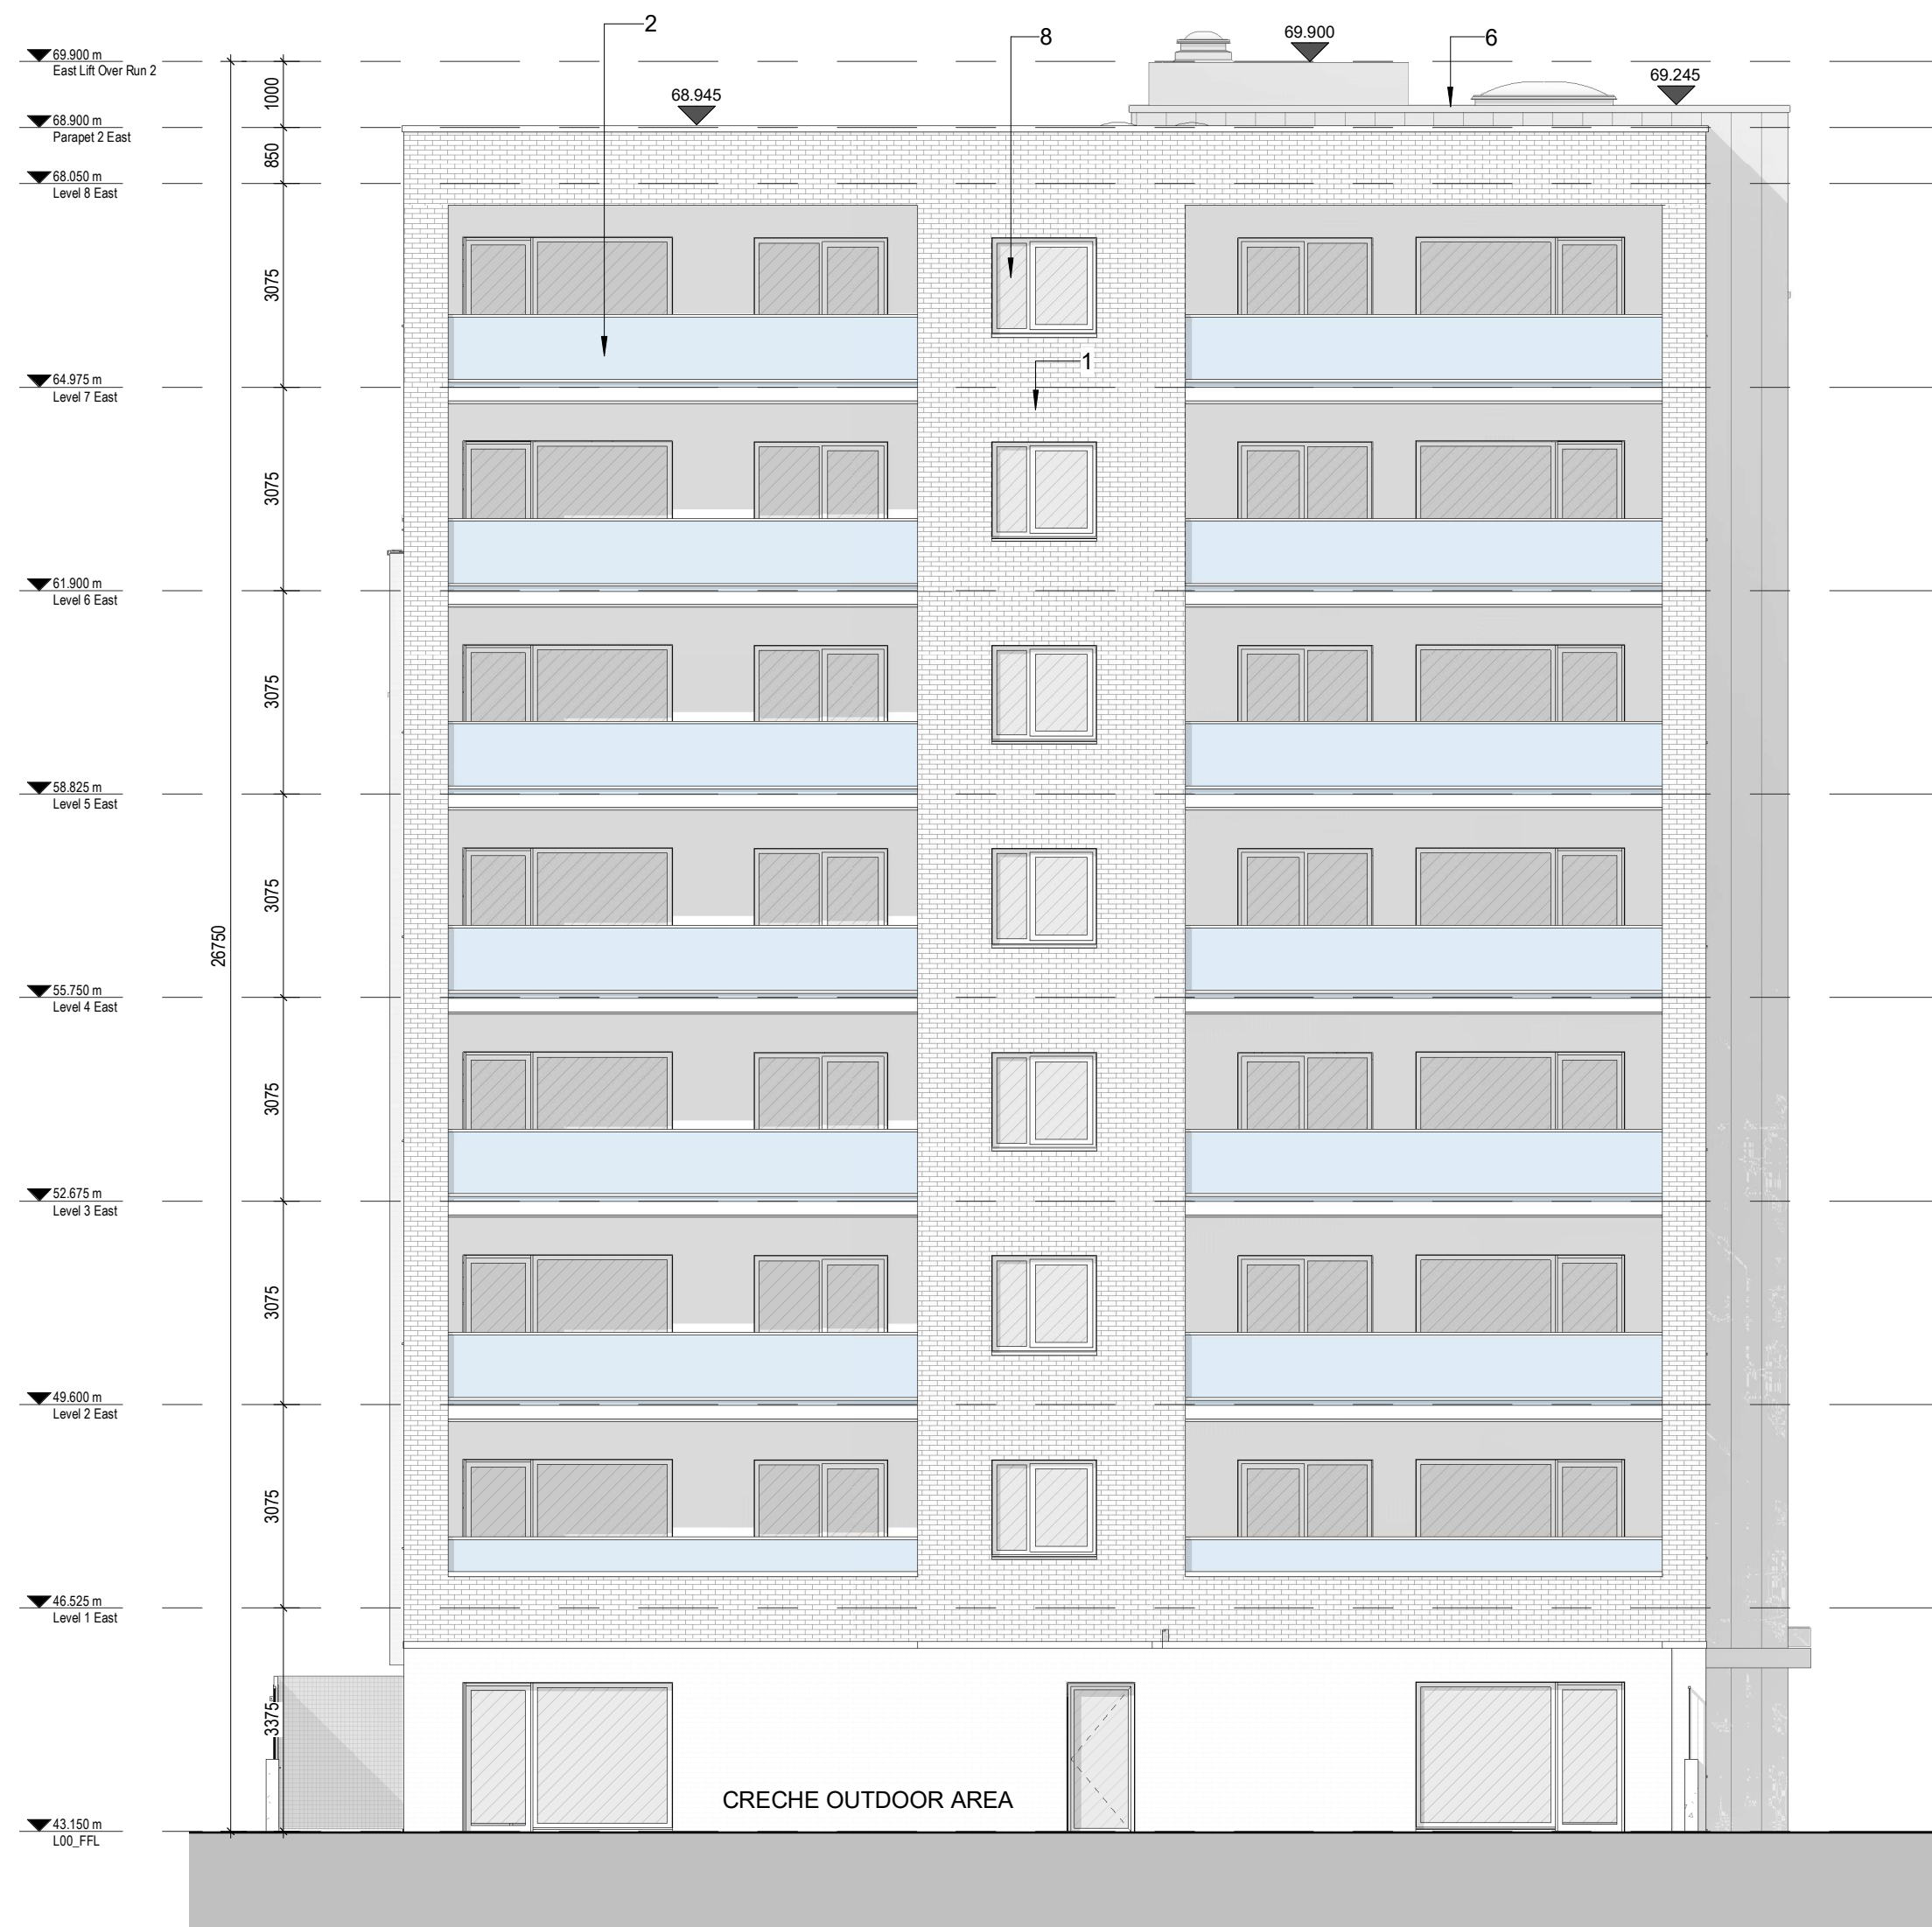 2
8
69.900
6
69.900 m
East Lift Over Run 2
69.245
1000
68.945
68.900 m
Parapet 2 East
850
68.050 m
Level 8 East
3075
1
64.975 m
Level 7 East
3075
61.900 m
Level 6 East
3075
58.825 m
Level 5 East
3075
26750
55.750 m
Level 4 East
3075
52.675 m
Level 3 East
3075
49.600 m
Level 2 East
3075
46.525 m
Level 1 East
3375
CRECHE OUTDOOR AREA
43.150 m
L00_FFL